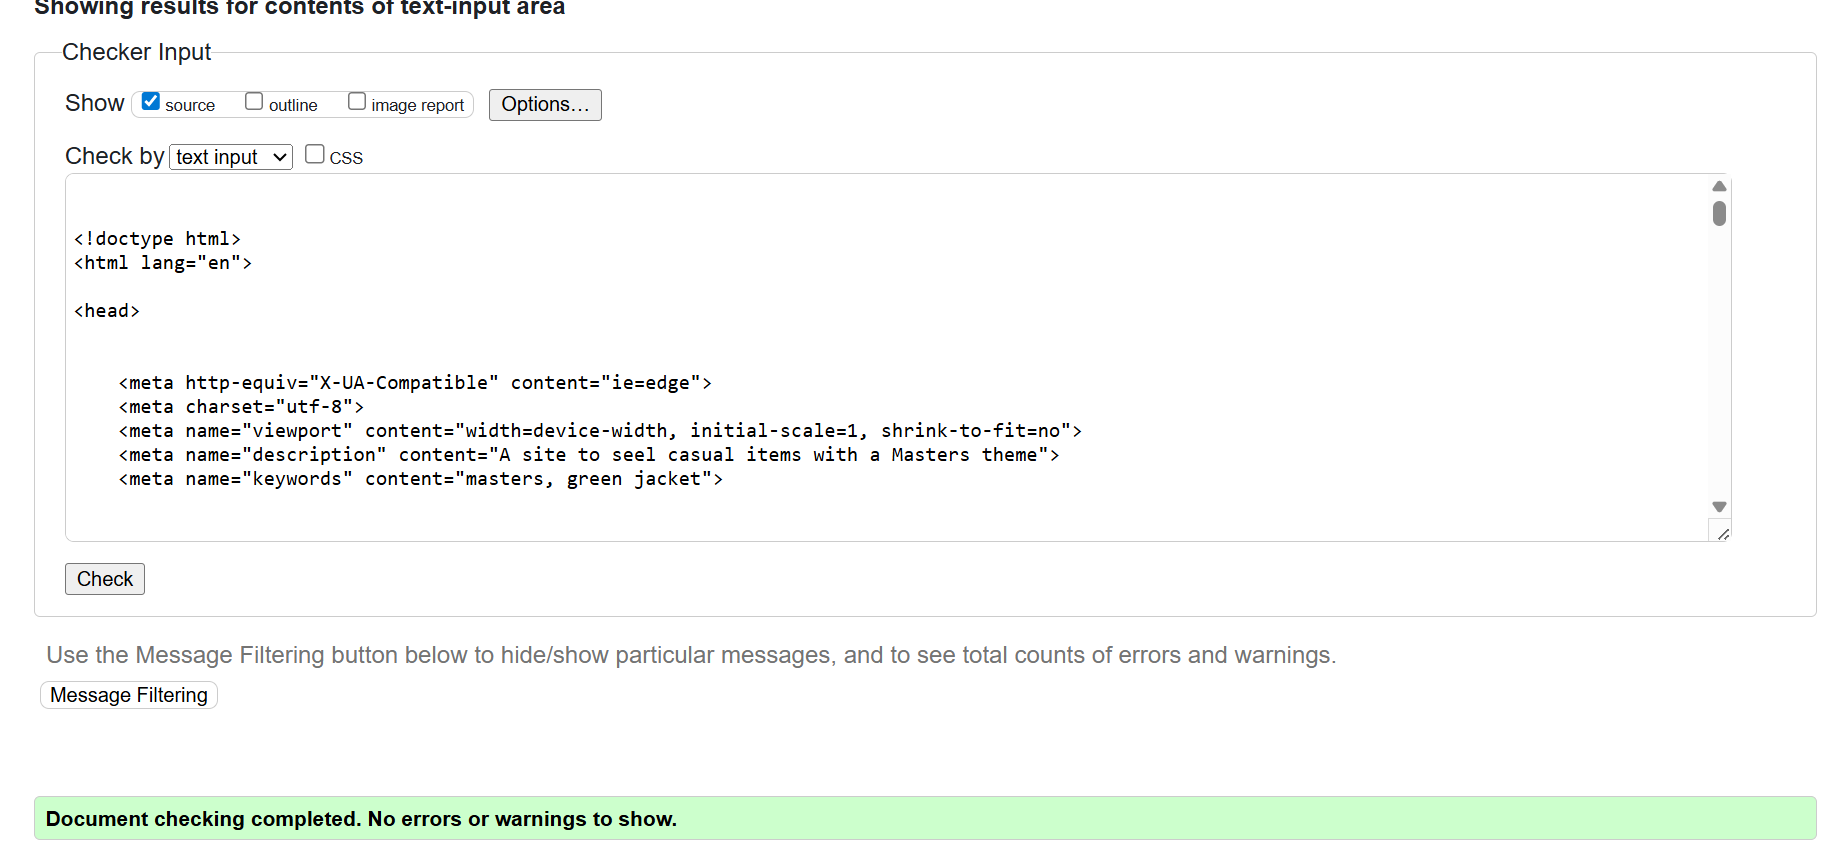 Showing results for contents of text-input area
Checker Input
Show source outline image report Options…
Check by text input CSS
<!doctype html>
<html lang="en">
<head>
<meta http-equiv="X-UA-Compatible" content="ie=edge">
<meta charset="utf-8">
<meta name="viewport" content="width=device-width, initial-scale=1, shrink-to-fit=no">
<meta name="description" content="A site to seel casual items with a Masters theme">
<meta name="keywords" content="masters, green jacket">
Check
Use the Message Filtering button below to hide/show particular messages, and to see total counts of errors and warnings.
Message Filtering
Document checking completed. No errors or warnings to show.